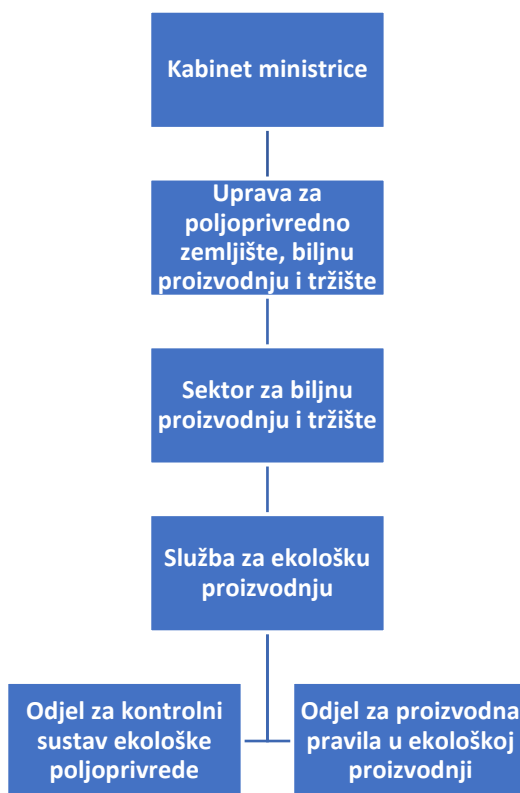 Kabinet ministrice
Uprava za
poljoprivredno
zemljište, biljnu
proizvodnju i tržište
Sektor za biljnu
proizvodnju i tržište
Služba za ekološku
proizvodnju
Odjel za kontrolni
sustav ekološke
poljoprivrede
Odjel za proizvodna
pravila u ekološkoj
proizvodnji